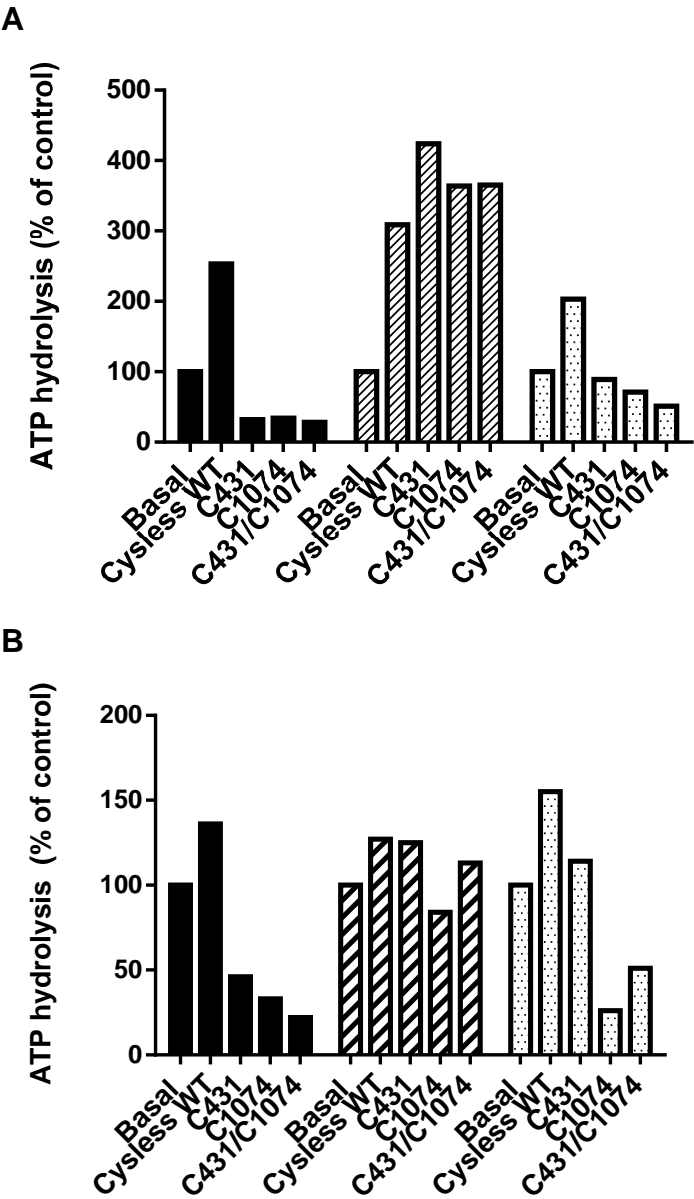 A
ATP hydrolysis (% of control)
500
400
300
200
100
0
Basal
Cysless WT
C431
C1074
C431/C1074
Basal
Cysless WT
C431
C1074
C431/C1074
Basal
Cysless WT
C431
C1074
C431/C1074
B
ATP hydrolysis (% of control)
200
150
100
50
0
Basal
Cysless WT
C431
C1074
C431/C1074
Basal
Cysless WT
C431
C1074
C431/C1074
Basal
Cysless WT
C431
C1074
C431/C1074